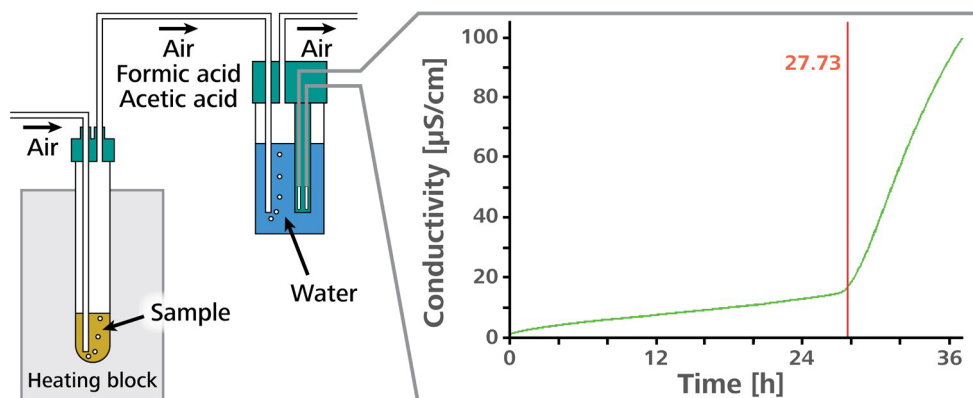 Air
Air
Air
Formic acid
Acetic acid
Sample
Water
Heating block
Conductivity [µS/cm]
100
80
60
40
20
0
27.73
0
12
24
36
Time [h]